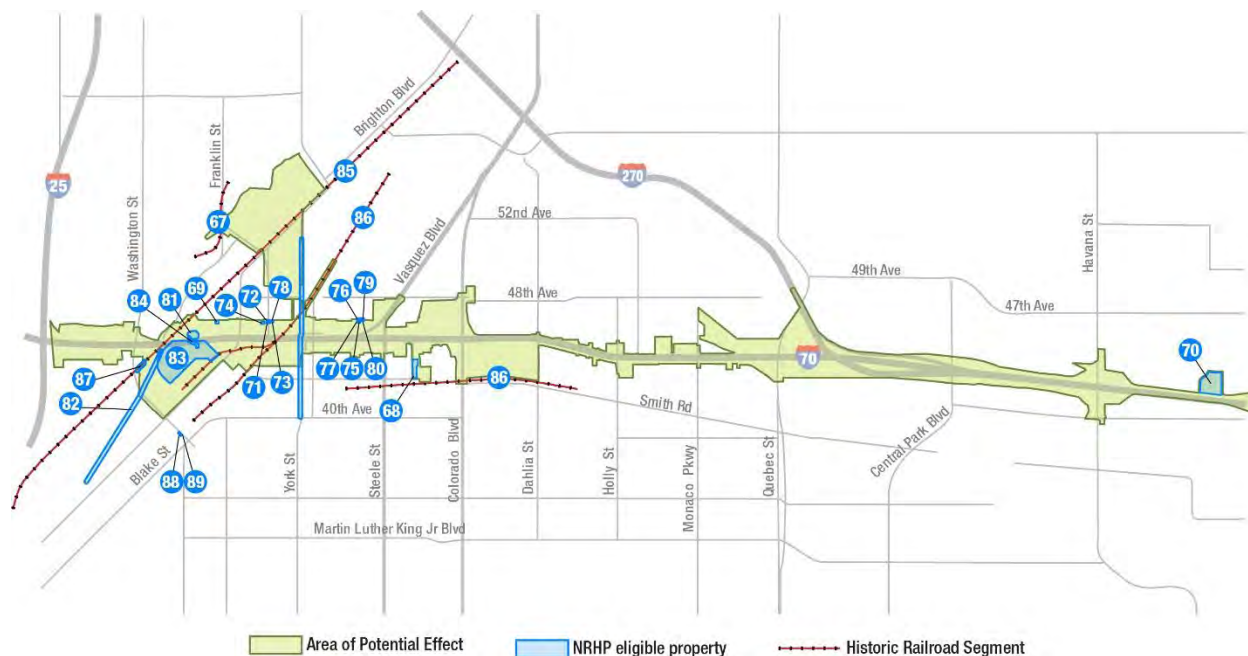 Brighton Blvd
Franklin St
85
25
270
86
67
52nd Ave
Washington St
Vasquez Blvd
Havana St
49th Ave
69
81
84
72
78
74
76
79
48th Ave
47th Ave
83
70
70
87
71
73
77
75
80
68
86
82
40th Ave
Smith Rd
Blake St
88
89
York St
Steele St
Colorado Blvd
Dahlia St
Holly St
Monaco Pkwy
Quebec St
Central Park Blvd
Martin Luther King Jr Blvd
Area of Potential Effect
NRHP eligible property
Historic Railroad Segment